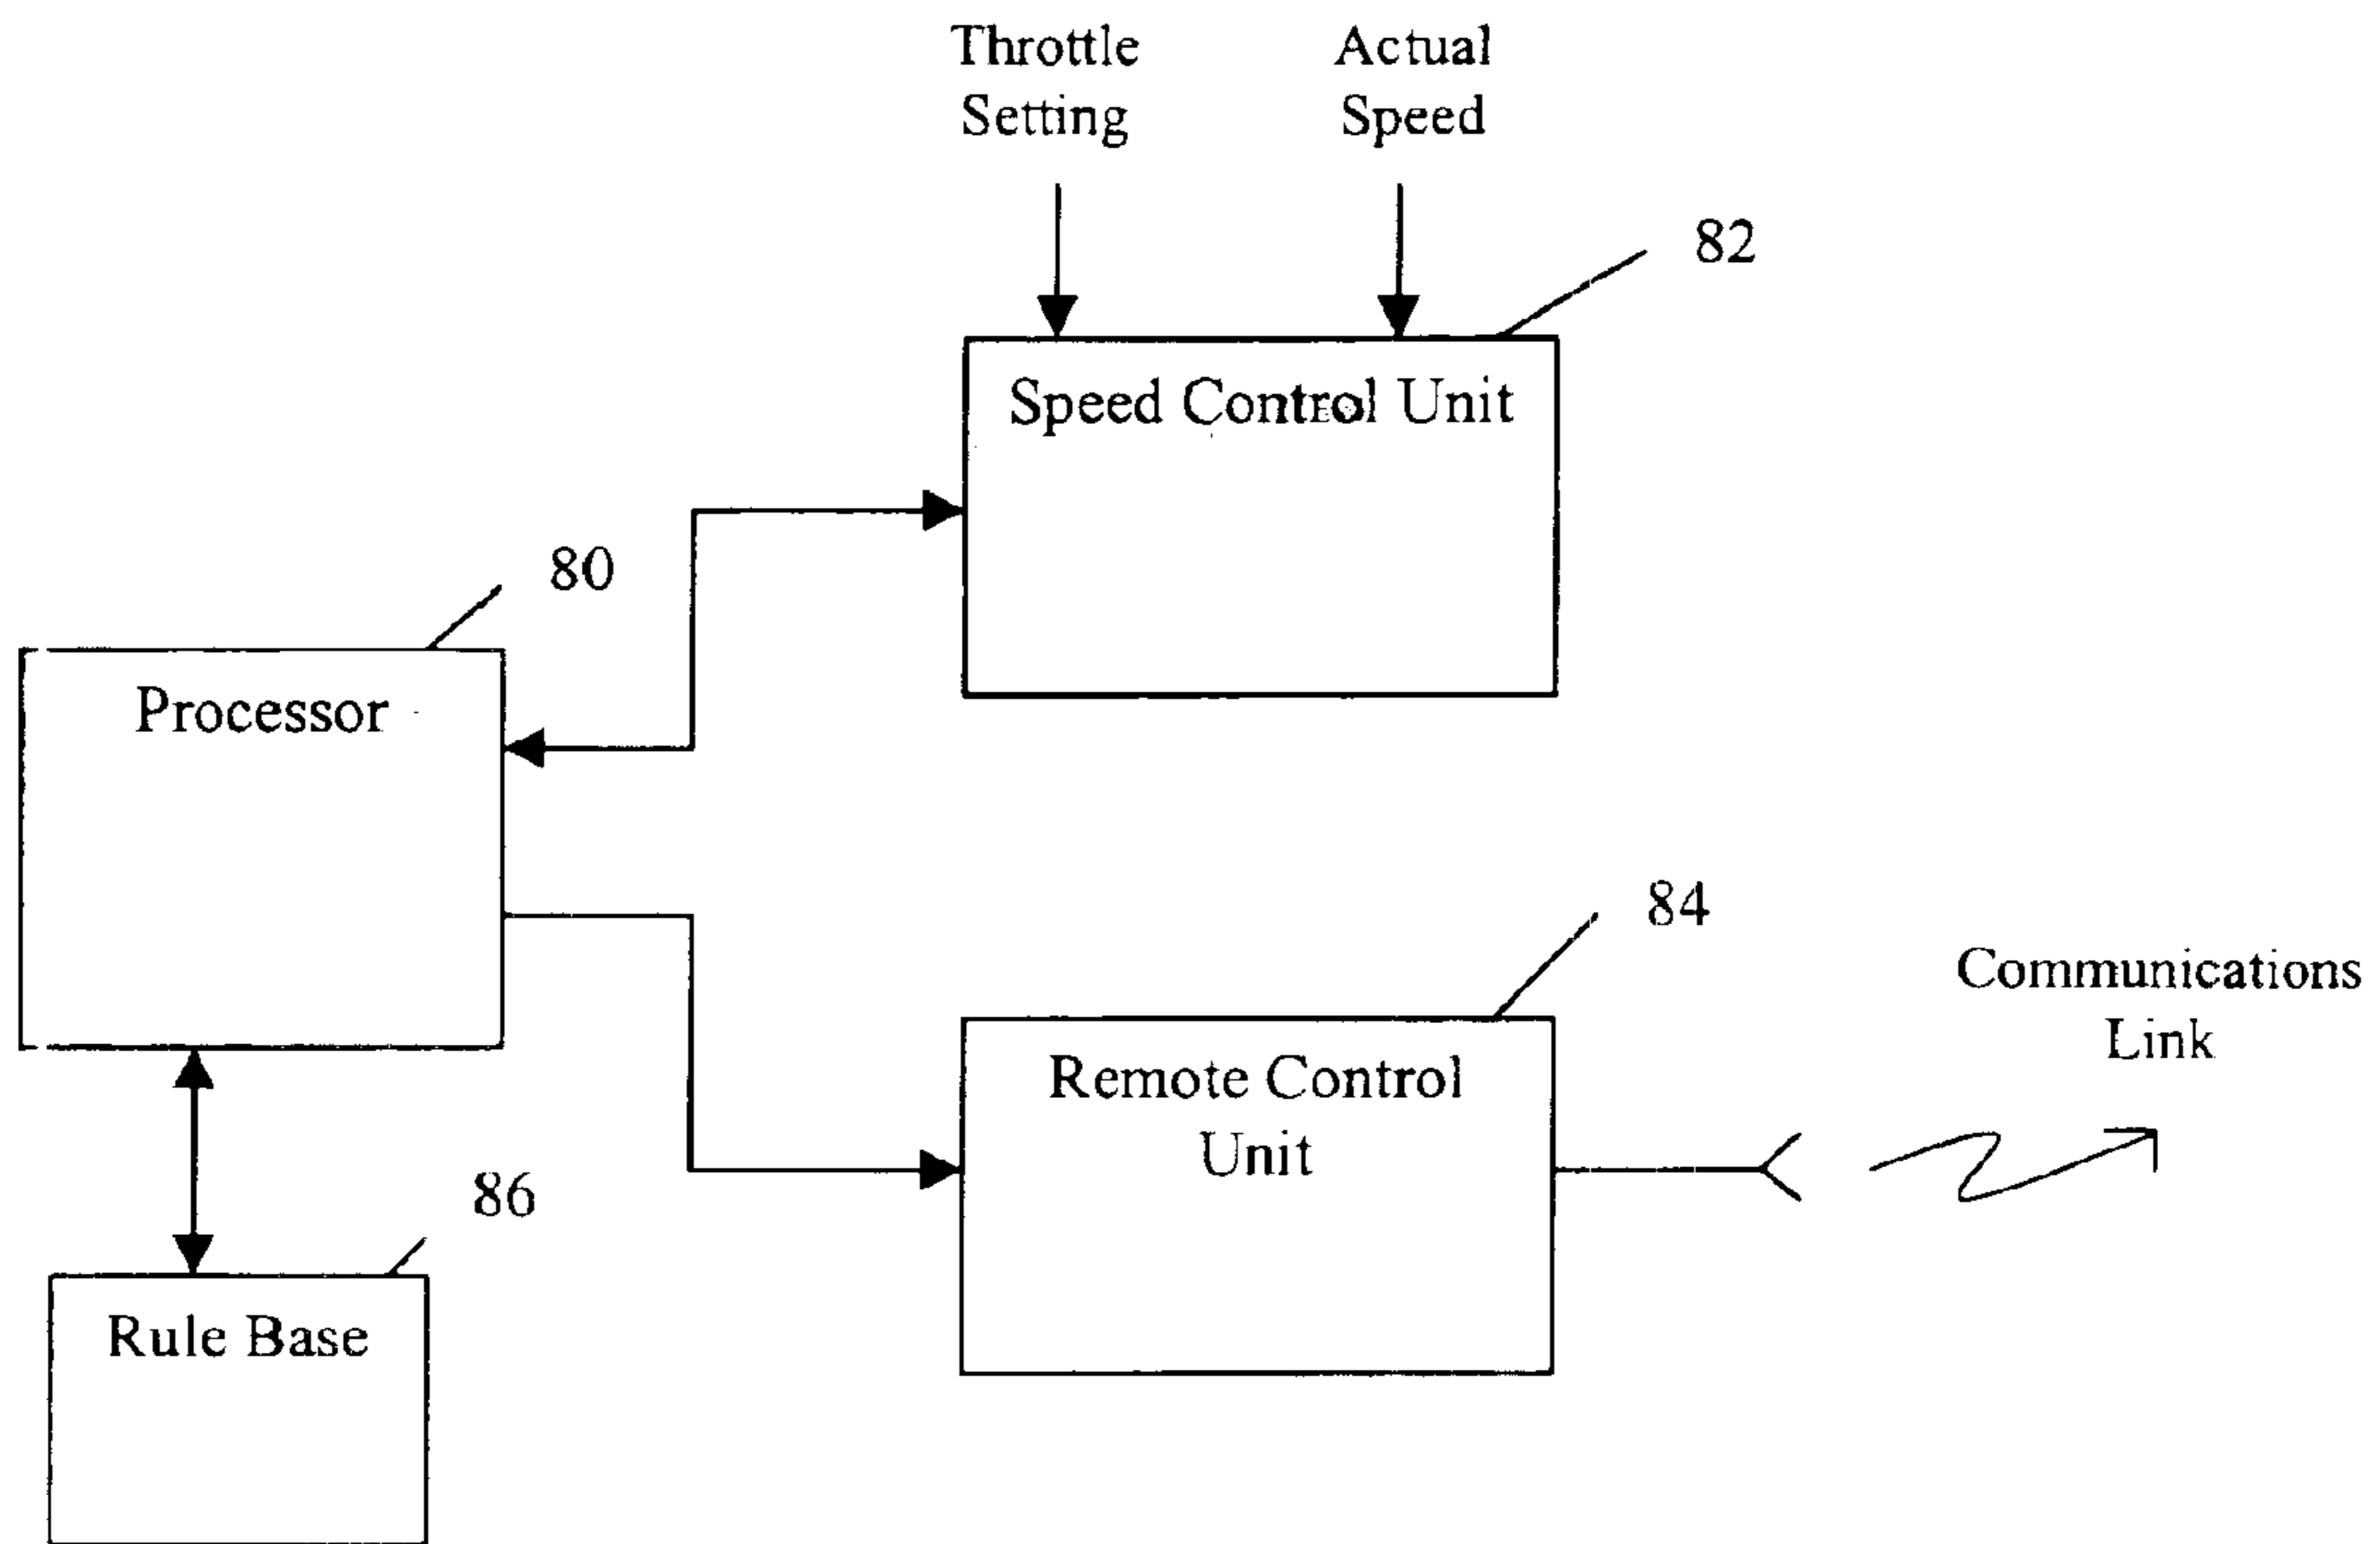 Throttle
Setting
Actual
Speed
82
Speed Control Unit
80
Processor
84
Communications
Link
Remote Control
Unit
86
Rule Base